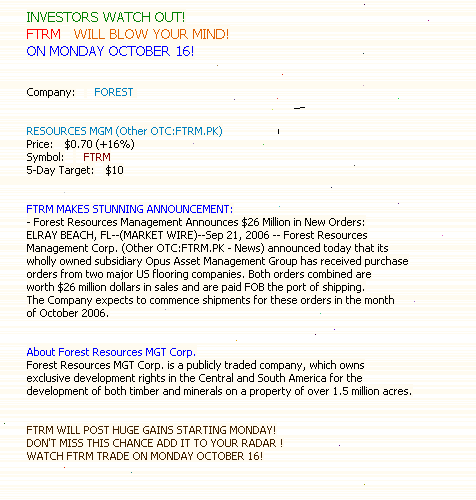 INVESTORS WATCH OUT!
FTRM WILL BLOW YOUR MIND!
ON MONDAY OCTOBER 16!
Company: FOREST
RESOURCES MGM (Other OTC:FTRM.PK)
Price: $0.70 (+16%)
Symbol: FTRM
5-Day Target: $10
FTRM MAKES STUNNING ANNOUNCEMENT:
- Forest Resources Management Announces $26 Million in New Orders:
ELRAY BEACH, FL--(MARKET WIRE)--Sep 21, 2006 -- Forest Resources
Management Corp. (Other OTC:FTRM.PK - News) announced today that its
wholly owned subsidiary Opus Asset Management Group has received purchase
orders from two major US flooring companies. Both orders combined are
worth $26 million dollars in sales and are paid FOB the port of shipping.
The Company expects to commence shipments for these orders in the month
of October 2006.
About Forest Resources MGT Corp.
Forest Resources MGT Corp. is a publicly traded company, which owns
exclusive development rights in the Central and South America for the
development of both timber and minerals on a property of over 1.5 million acres.
FTRM WILL POST HUGE GAINS STARTING MONDAY!
DON'T MISS THIS CHANCE ADD IT TO YOUR RADAR !
WATCH FTRM TRADE ON MONDAY OCTOBER 16!